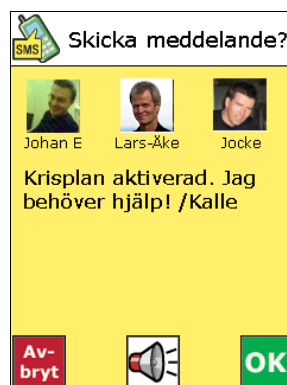 SMS
Skicka meddelande?
Johan E Lars-Åke Jocke
Krisplan aktiverad. Jag
behöver hjälp! /Kalle
Av-
bryt
OK